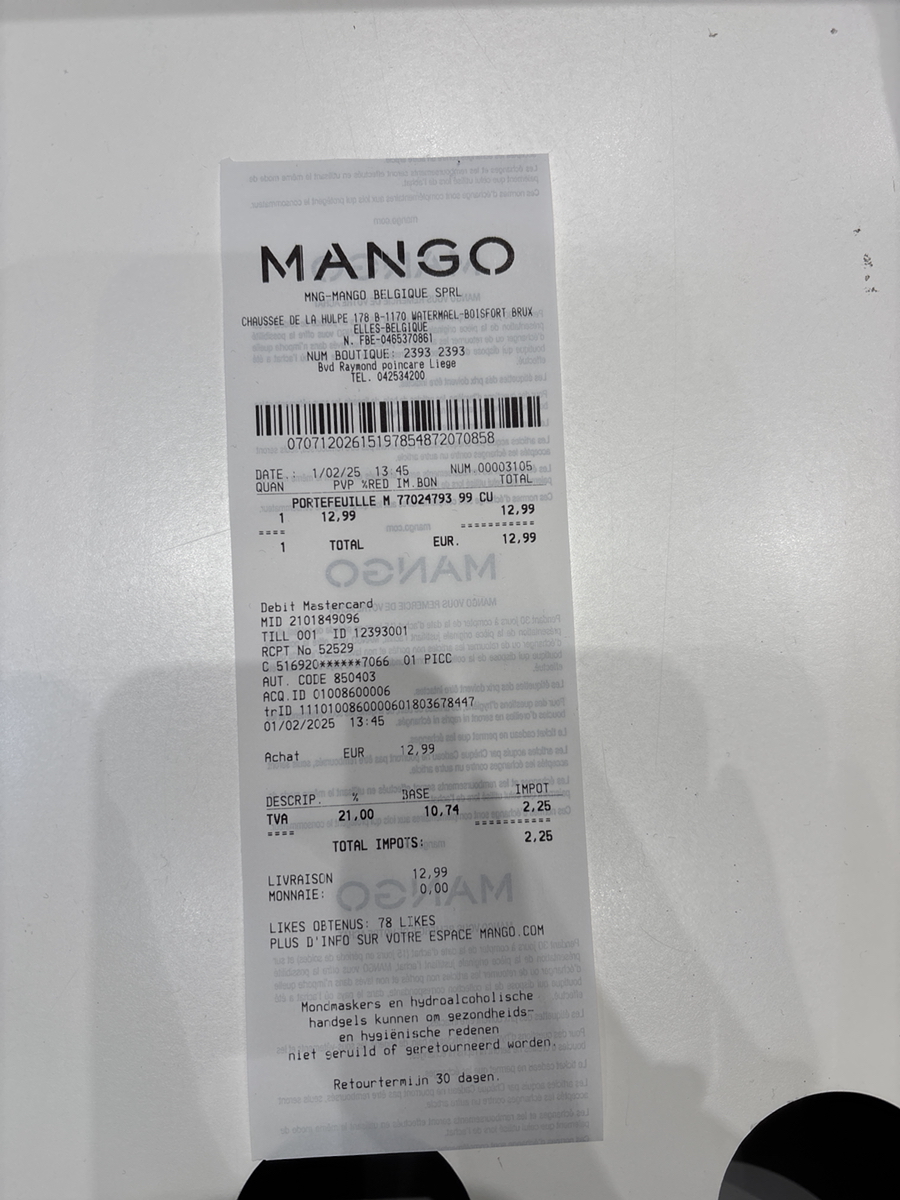 MANGO
MNG-MANGO BELGIQUE SPRL
CHAUSSéE DE LA HULPE 178 B-1170 WATERMAEL-BOISFORT BRUX
ELLES-BELGIQUE
N. FBE-0465370861
NUM BOUTIQUE: 2393 2393
Bvd Raymond poincare Liege
TEL. 042534200
07071202615197854872070858
DATE.: 1/02/25 13:45 NUM.00003105
QUAN PVP %RED IM.BON TOTAL
PORTEFEUILLE M 77024793 99 CU
1 12,99 12,99
==== ===========
1 TOTAL EUR. 12,99
Debit Mastercard
MID 2101849096
TILL 001 ID 12393001
RCPT No 52529
C 516920******7066 01 PICC
AUT. CODE 850403
ACQ.ID 01008600006
trID 1110100860000601803678447
01/02/2025 13:45
Achat EUR 12,99
DESCRIP. % BASE IMPOT
TVA 21,00 10,74 2,25
==== ===========
TOTAL IMPOTS: 2,25
LIVRAISON 12,99
MONNAIE: 0,00
LIKES OBTENUS: 78 LIKES
PLUS D'INFO SUR VOTRE ESPACE MANGO.COM
Mondmaskers en hydroalcoholische
handgels kunnen om gezondheids-
en hygiënische redenen
niet geruild of geretourneerd worden.
Retourtermijn 30 dagen.